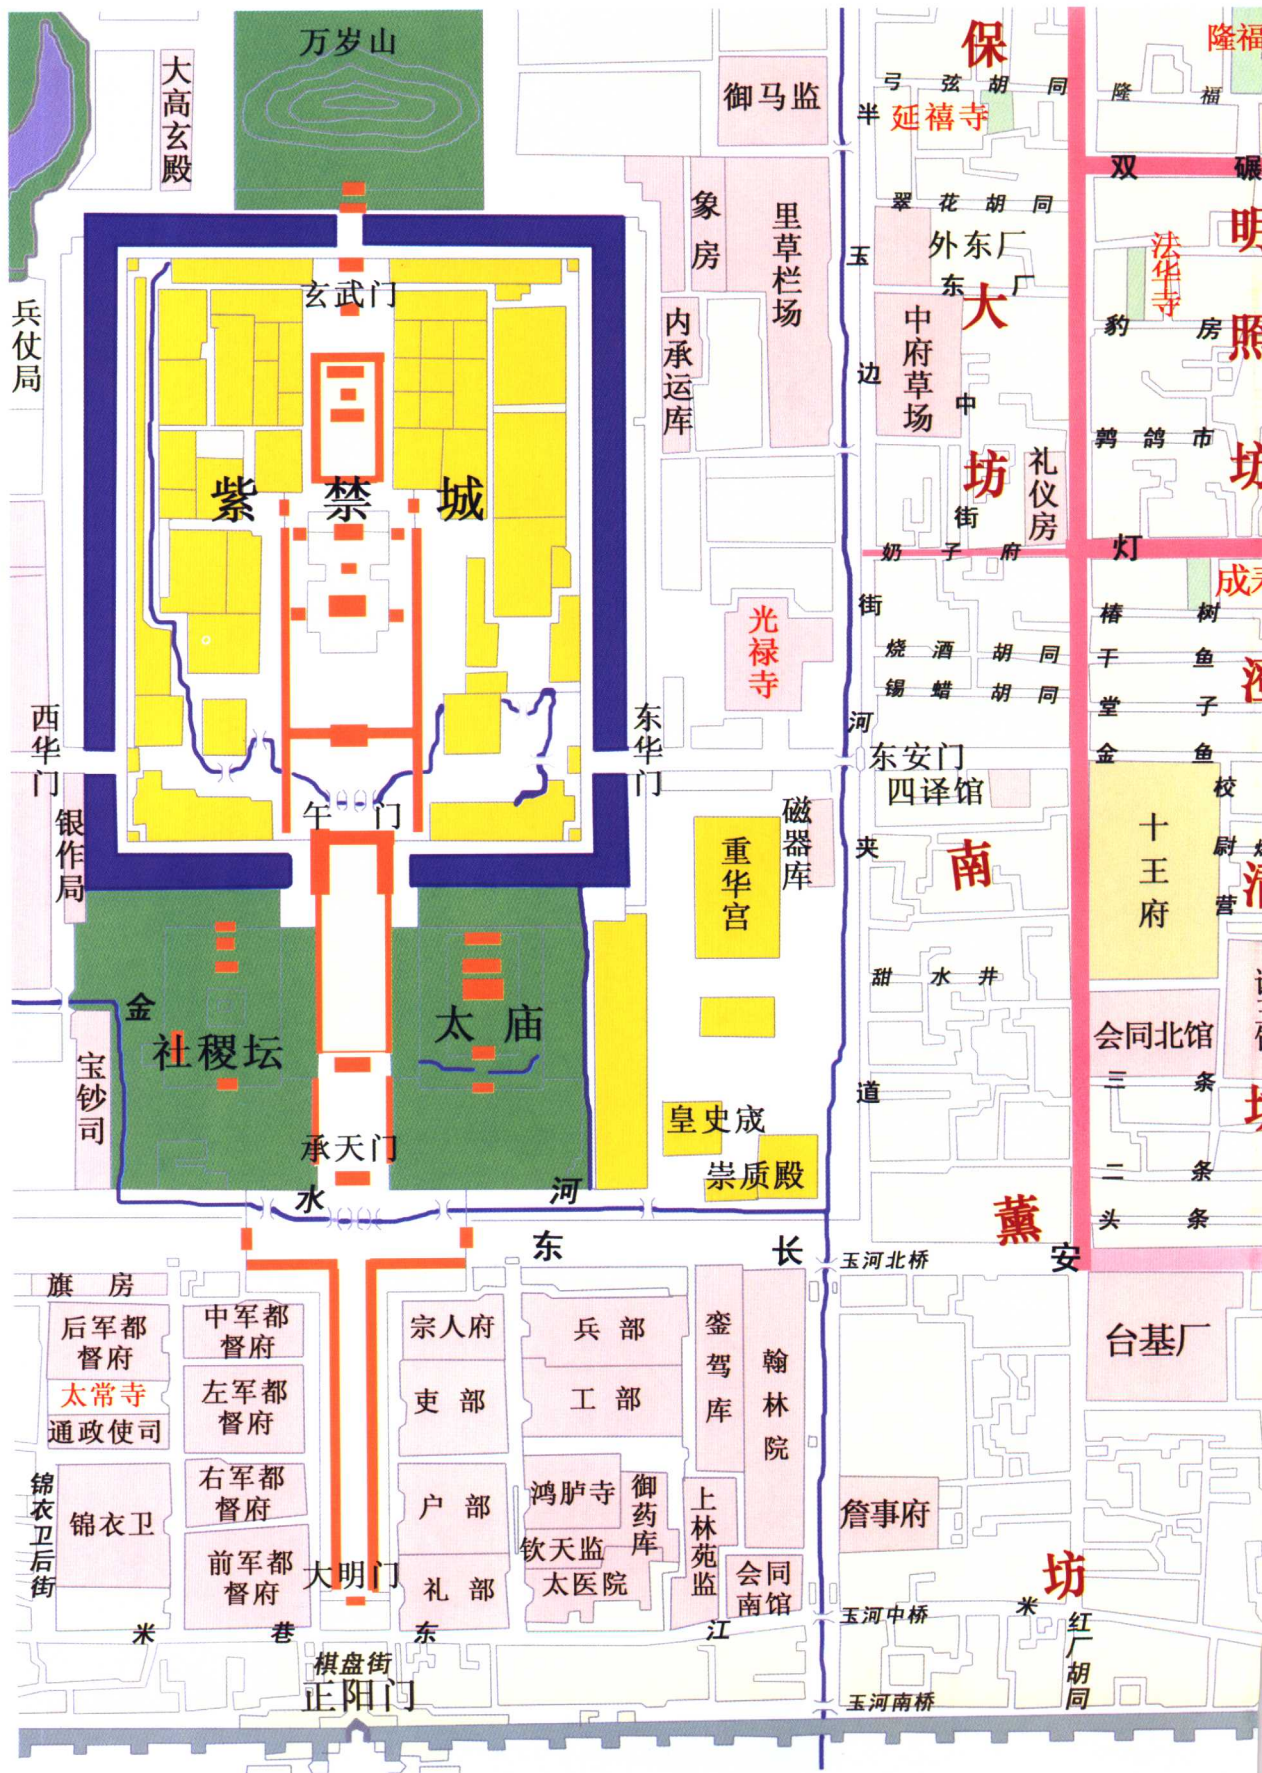 万岁山
大高玄殿
御马监
象房
里草栏场
内承运库
兵仗局
玄武门
紫禁城
光禄寺
西华门
东华门
银作局
午门
磁器库
重华宫
金水河
社稷坛
太庙
宝钞司
承天门
皇史宬
崇质殿
保大坊
弓弦胡同
延禧寺
半玉边街河夹道
翠花胡同
外东厂
东厂
中府草场
中街
礼仪房
奶子府
烧酒胡同
锡蜡胡同
东安门
四译馆
南薰坊
甜水井
隆福
隆福
双碾
明照坊
法华寺
豹房
鹁鸽市
灯
椿树
干鱼
堂子
金鱼
校尉营
十王府
澄清坊
会同北馆
三条
二条
头条
东长安
玉河北桥
台基厂
旗房
后军都督府
太常寺
通政使司
锦衣卫
锦衣卫后街
中军都督府
左军都督府
右军都督府
前军都督府
大明门
宗人府
吏部
户部
礼部
兵部
工部
鸿胪寺
钦天监
太医院
御药库
銮驾库
翰林院
上林苑监
会同南馆
詹事府
玉河中桥
米巷
东江米
红厂胡同
棋盘街
正阳门
玉河南桥